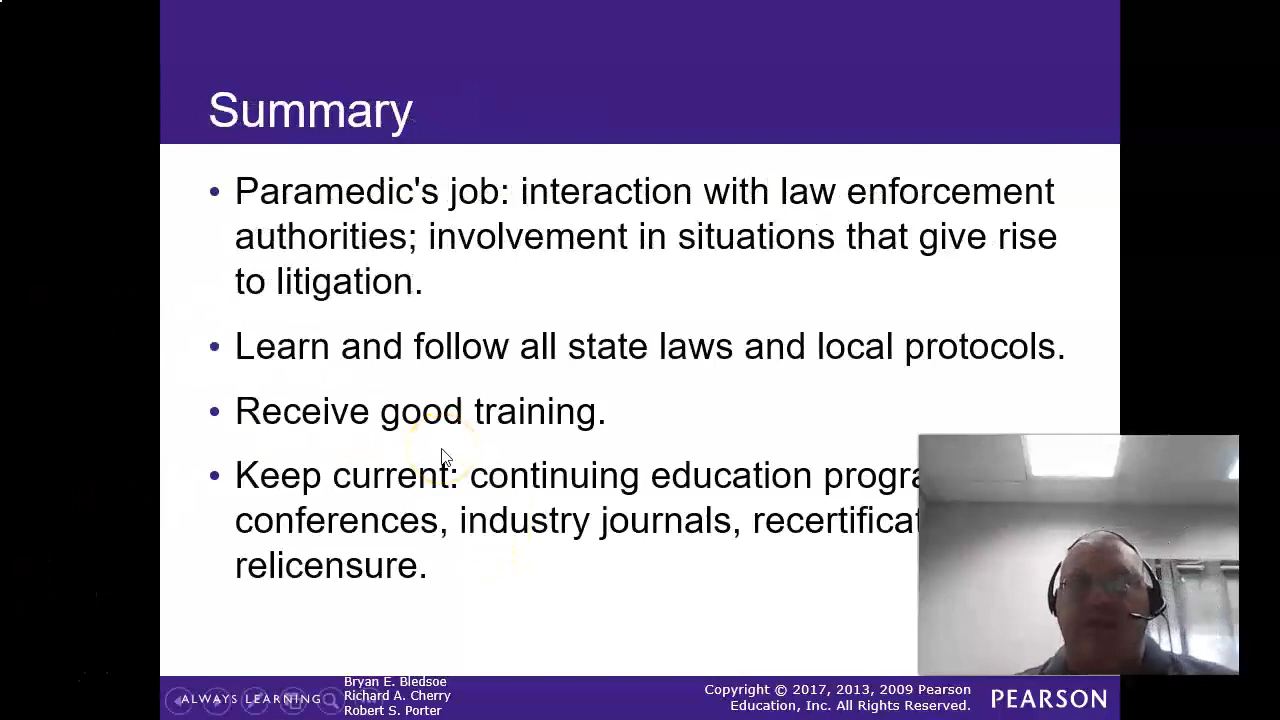 Summary
• Paramedic's job: interaction with law enforcement
authorities; involvement in situations that give rise
to litigation.
• Learn and follow all state laws and local protocols.
• Receive good training.
• Keep current: continuing education
conferences, industry journals,
relicensure.
ALWAYS LEARNING
Bryan E. Bledsoe
Richard A. Cherry
Robert S. Porter
Copyright © 2017, 2013, 2009 Pearson
Education, Inc. All Rights Reserved.
PEARSON